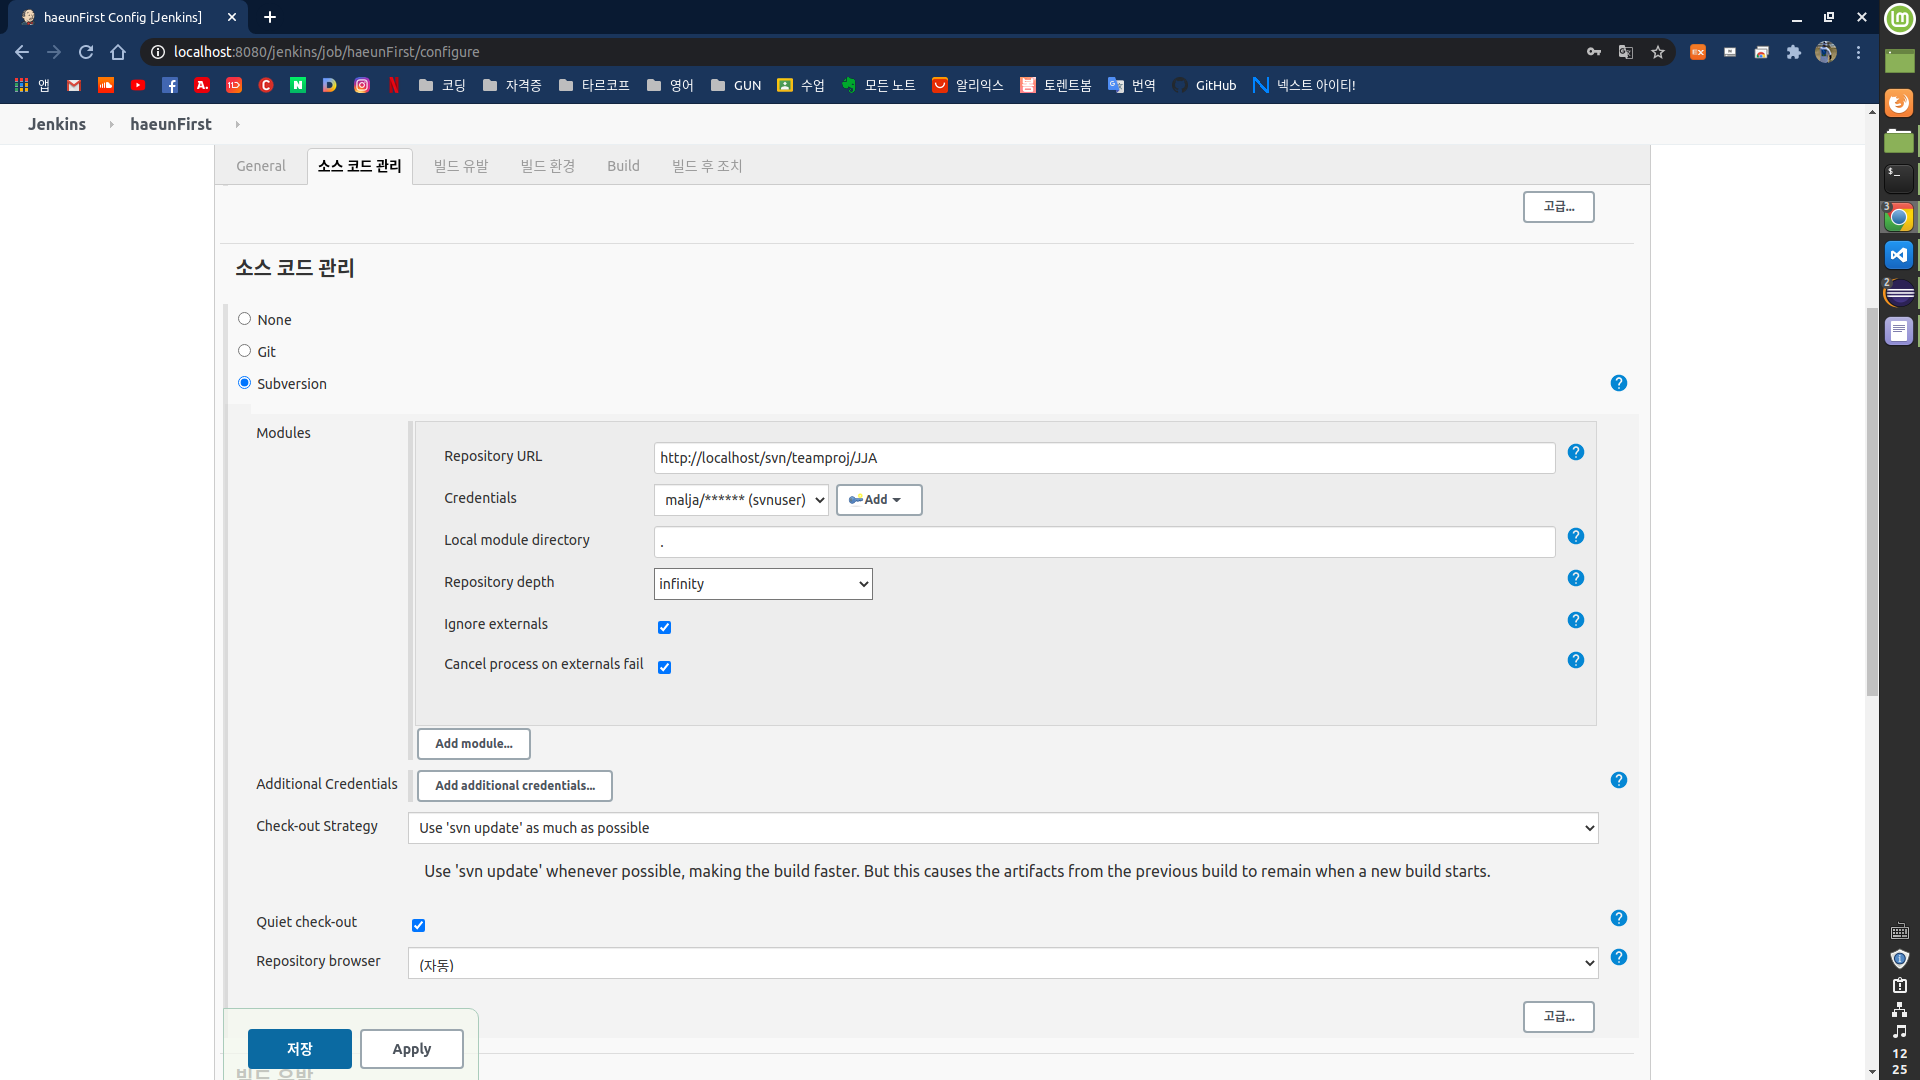 haeunFirst Config [Jenkins]
localhost:8080/jenkins/job/haeunFirst/configure
앱 코딩 자격증 타르코프 영어 GUN 수업 모든 노트 알리익스 토렌트봄 번역 GitHub 넥스트 아이티!
Jenkins haeunFirst
General 소스 코드 관리 빌드 유발 빌드 환경 Build 빌드 후 조치
고급...
소스 코드 관리
None
Git
Subversion
Modules
Repository URL http://localhost/svn/teamproj/JJA
Credentials malja/****** (svnuser) Add
Local module directory .
Repository depth infinity
Ignore externals
Cancel process on externals fail
Add module...
Additional Credentials Add additional credentials...
Check-out Strategy Use 'svn update' as much as possible
Use 'svn update' whenever possible, making the build faster. But this causes the artifacts from the previous build to remain when a new build starts.
Quiet check-out
Repository browser (자동)
고급...
저장 Apply
빌드 유발
3
2
12
25